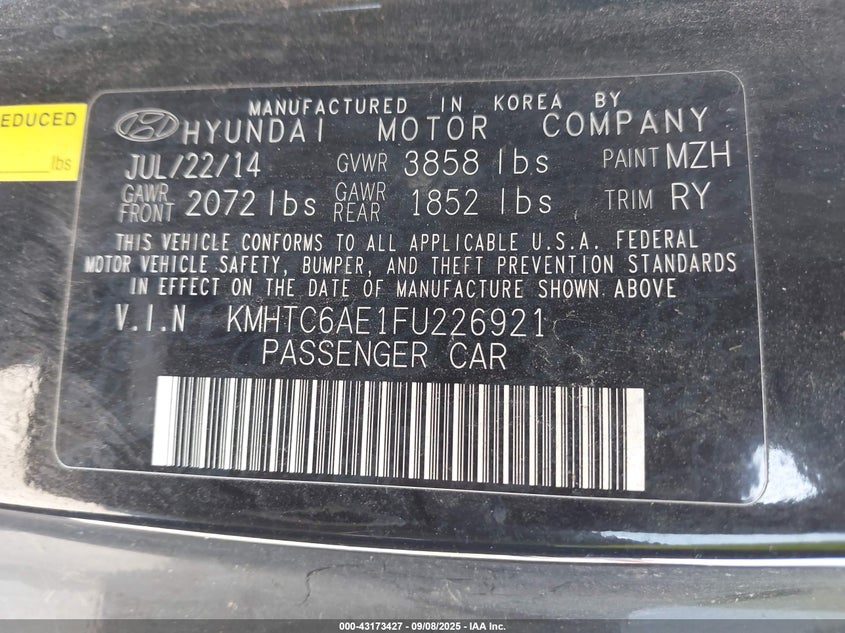 MANUFACTURED IN KOREA BY
HYUNDAI MOTOR COMPANY
JUL/22/14 GVWR 3858 lbs PAINT MZH
GAWR FRONT 2072 lbs GAWR REAR 1852 lbs TRIM RY
THIS VEHICLE CONFORMS TO ALL APPLICABLE U.S.A. FEDERAL
MOTOR VEHICLE SAFETY, BUMPER, AND THEFT PREVENTION STANDARDS
IN EFFECT ON THE DATE OF MANUFACTURE SHOWN ABOVE
V.I.N KMHTC6AE1FU226921
PASSENGER CAR
EDUCED
lbs
000-43173427 - 09/08/2025 - IAA Inc.